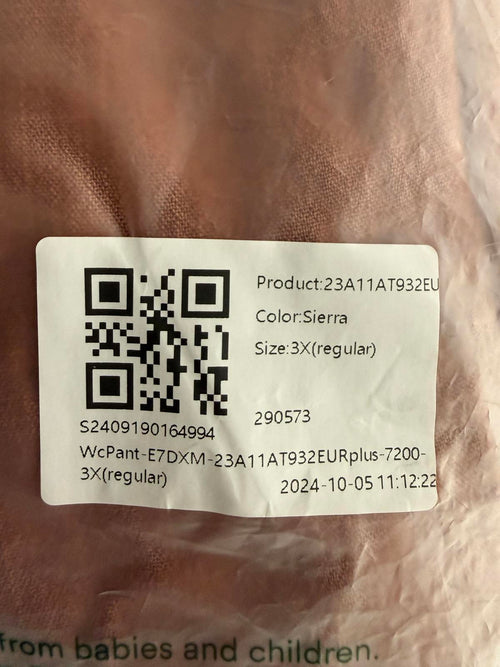 Product:23A11AT932EU
Color:Sierra
Size:3X(regular)
290573
S2409190164994
WcPant-E7DXM-23A11AT932EURplus-7200-
3X(regular)
2024-10-05 11:12:22
from babies and children.